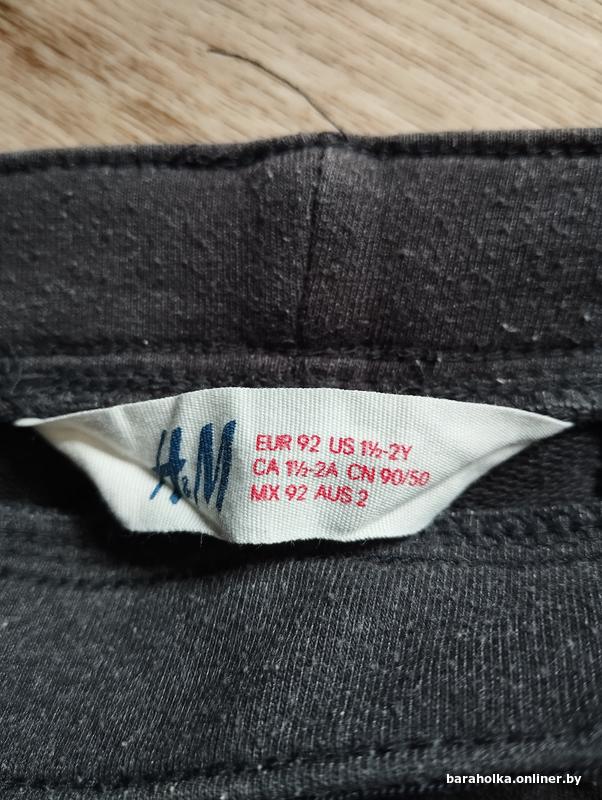 H&M
EUR 92 US 1½-2Y
CA 1½-2A CN 90/50
MX 92 AUS 2
baraholka.onliner.by